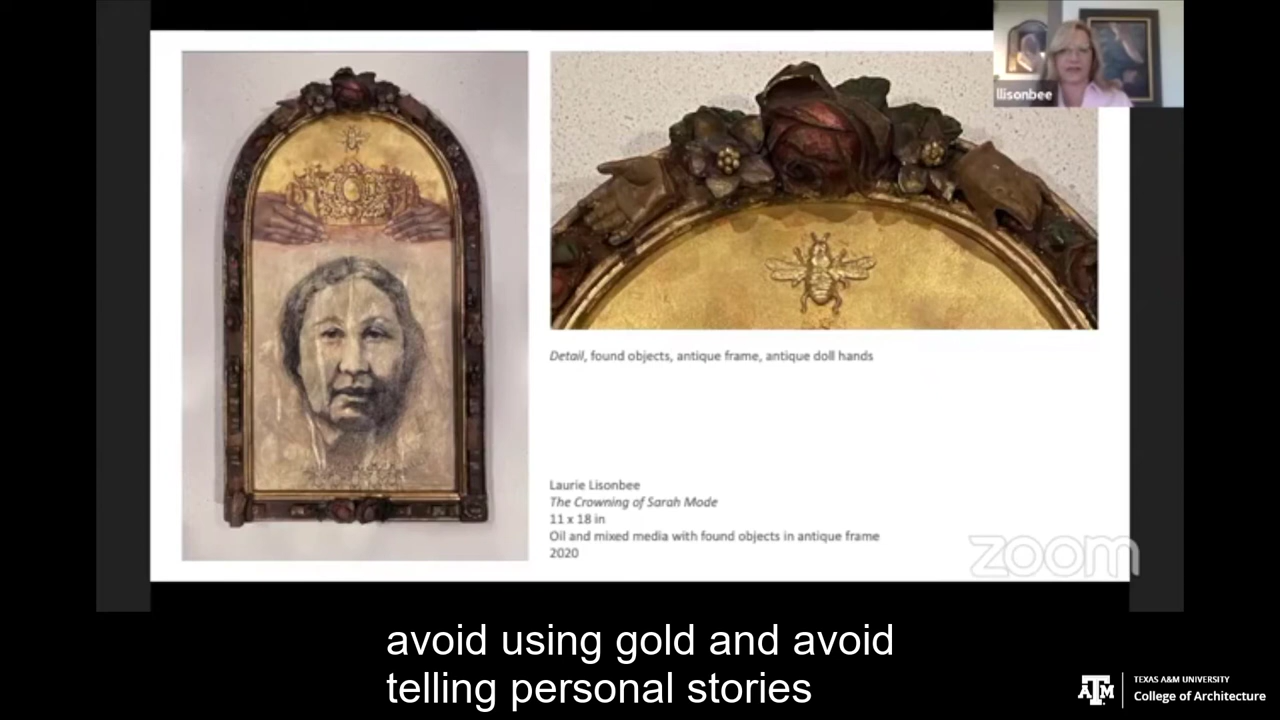 llisonbee
Detail, found objects, antique frame, antique doll hands
Laurie Lisonbee
The Crowning of Sarah Mode
11 x 18 in
Oil and mixed media with found objects in antique frame
2020
zoom
avoid using gold and avoid
telling personal stories
ATM
TEXAS A&M UNIVERSITY
College of Architecture